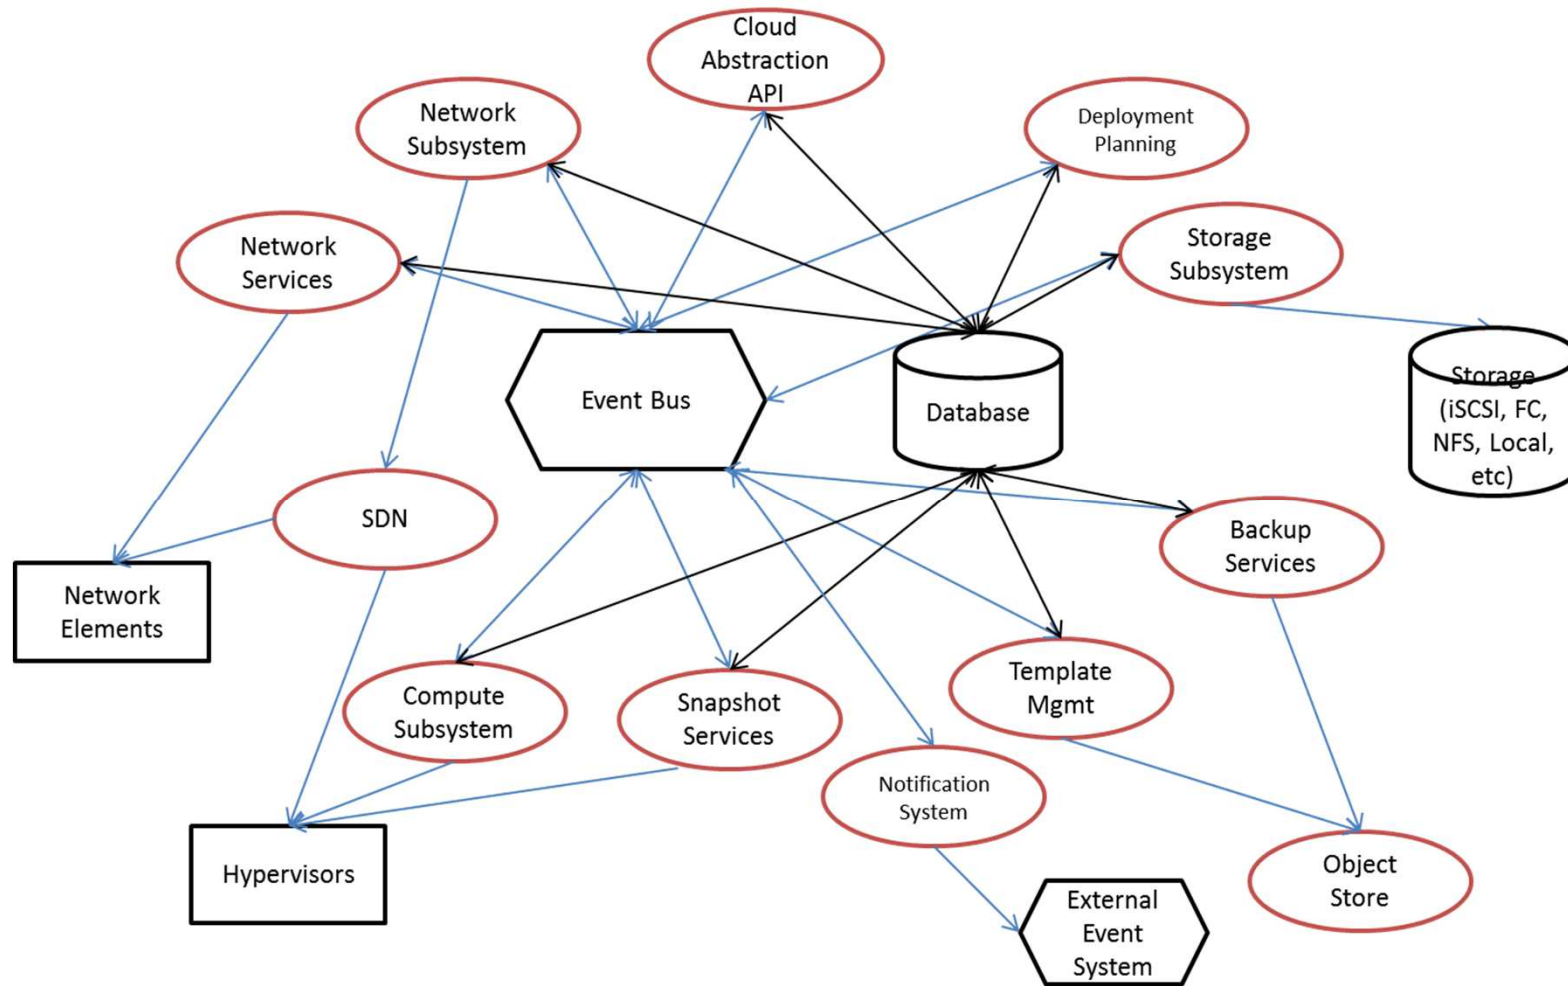 Cloud
Abstraction
API
Network
Subsystem
Deployment
Planning
Network
Services
Storage
Subsystem
Event Bus
Database
Storage
(iSCSI, FC,
NFS, Local,
etc)
SDN
Backup
Services
Network
Elements
Compute
Subsystem
Snapshot
Services
Template
Mgmt
Notification
System
Hypervisors
Object
Store
External
Event
System